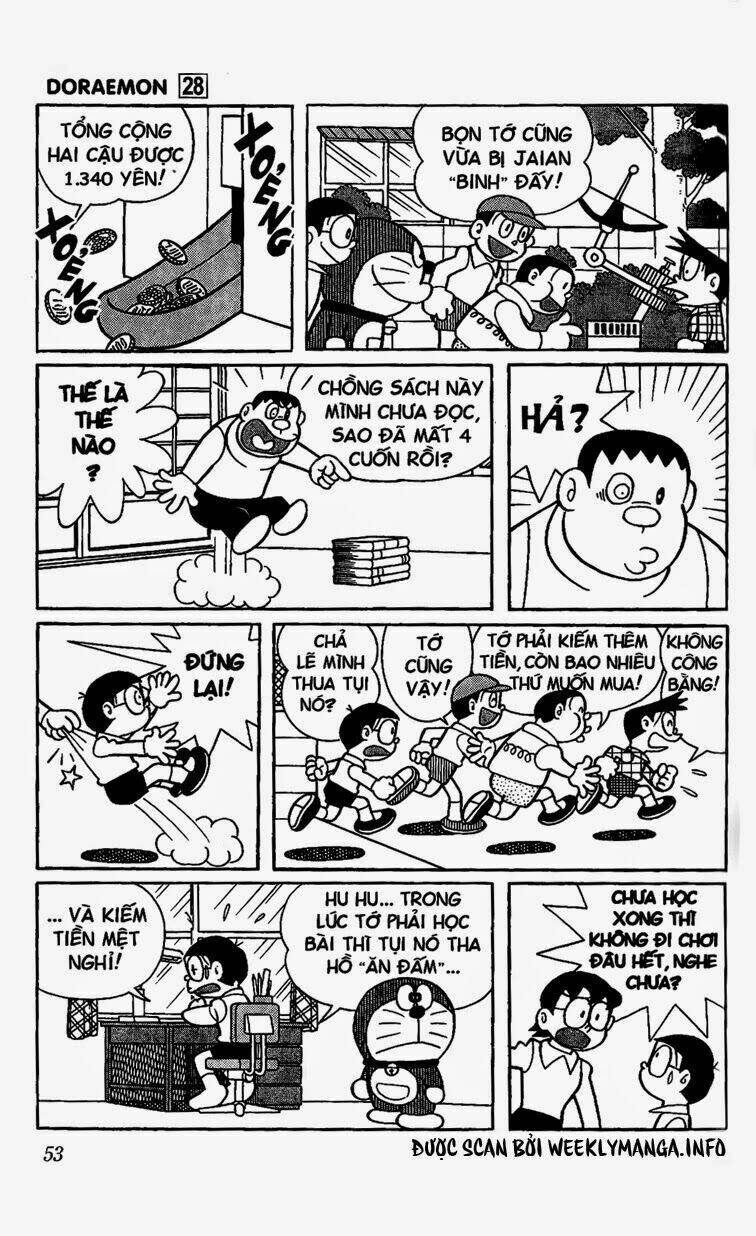 DORAEMON 28
TỔNG CỘNG
HAI CẬU ĐƯỢC
1.340 YÊN!
XOẺNG
XOẺNG
BỌN TỚ CŨNG
VỪA BỊ JAIAN
"BINH" ĐẤY!
THẾ LÀ
THẾ
NÀO
?
CHỒNG SÁCH NÀY
MÌNH CHƯA ĐỌC,
SAO ĐÃ MẤT 4
CUỐN RỒI?
HẢ?
ĐỨNG
LẠI!
CHẢ
LẼ MÌNH
THUA TỤI
NÓ?
TỚ
CŨNG
VẬY!
TỚ PHẢI KIẾM THÊM
TIỀN, CÒN BAO NHIÊU
THỨ MUỐN MUA!
KHÔNG
CÔNG
BẰNG!
... VÀ KIẾM
TIỀN MỆT
NGHỈ!
HU HU... TRONG
LÚC TỚ PHẢI HỌC
BÀI THÌ TỤI NÓ THA
HỒ "ĂN ĐẤM"...
CHƯA HỌC
XONG THÌ
KHÔNG ĐI CHƠI
ĐÂU HẾT, NGHE
CHƯA?
53
ĐƯỢC SCAN BỞI WEEKLYMANGA.INFO